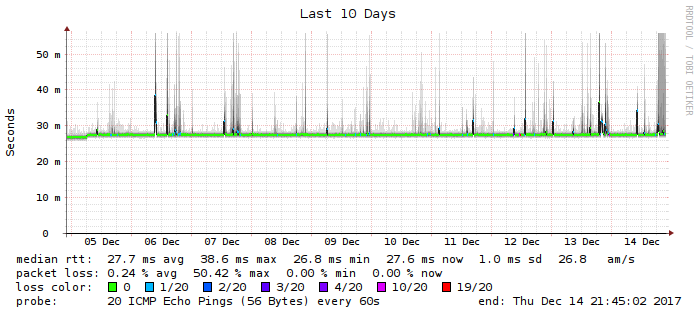 Last 10 Days
RRDTOOL / TOBI OETIKER
Seconds
50 m
40 m
30 m
20 m
10 m
0
05 Dec 06 Dec 07 Dec 08 Dec 09 Dec 10 Dec 11 Dec 12 Dec 13 Dec 14 Dec
median rtt: 27.7 ms avg 38.6 ms max 26.8 ms min 27.6 ms now 1.0 ms sd 26.8 am/s
packet loss: 0.24 % avg 50.42 % max 0.00 % min 0.00 % now
loss color: 0 1/20 2/20 3/20 4/20 10/20 19/20
probe: 20 ICMP Echo Pings (56 Bytes) every 60s end: Thu Dec 14 21:45:02 2017